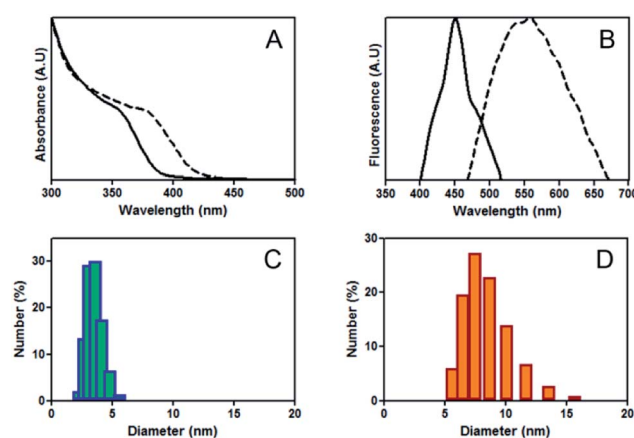 A
Absorbance (A.U)
300 350 400 450 500
Wavelength (nm)
B
Fluorescence (A.U)
350 400 450 500 550 600 650 700
Wavelength (nm)
C
Number (%)
30
20
10
0
0 5 10 15 20
Diameter (nm)
D
Number (%)
30
20
10
0
0 5 10 15 20
Diameter (nm)